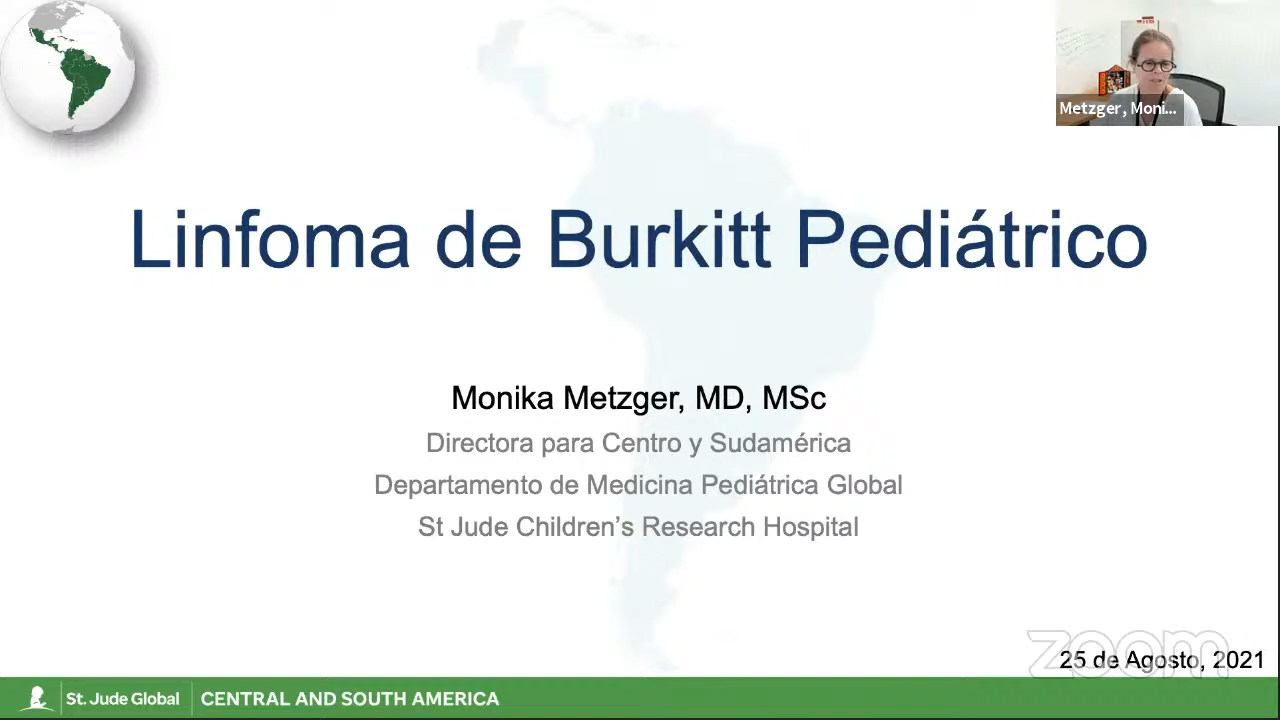 Metzger, Moni...
Linfoma de Burkitt Pediátrico
Monika Metzger, MD, MSc
Directora para Centro y Sudamérica
Departamento de Medicina Pediátrica Global
St Jude Children’s Research Hospital
zoom
25 de Agosto, 2021
St. Jude Global CENTRAL AND SOUTH AMERICA